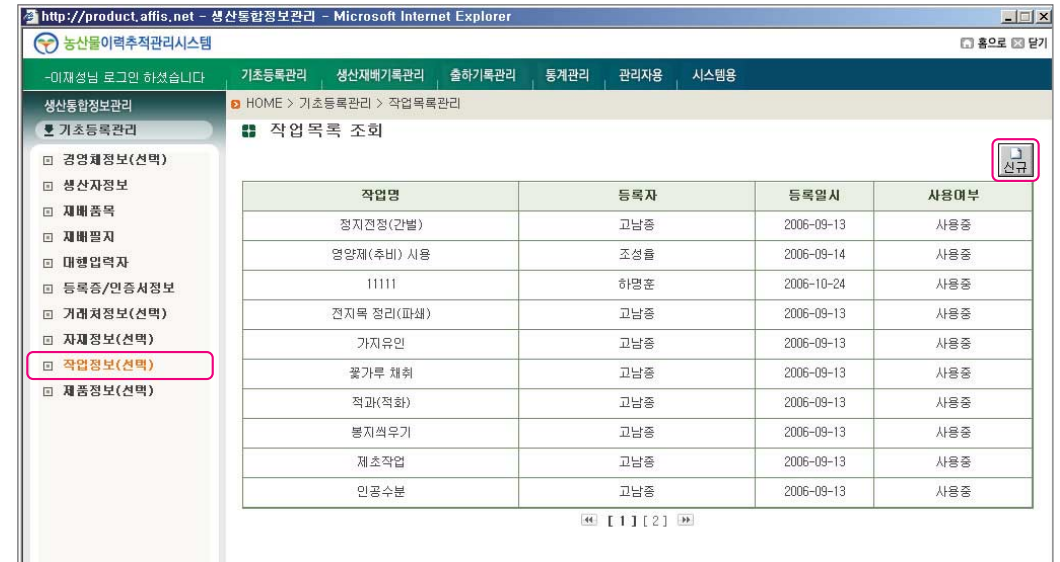 http://product.affis.net - 생산통합정보관리 - Microsoft Internet Explorer
농산물이력추적관리시스템
홈으로 닫기
-이재성님 로그인 하셨습니다
기초등록관리 생산재배기록관리 출하기록관리 통계관리 관리자용 시스템용
생산통합정보관리
HOME > 기초등록관리 > 작업목록관리
기초등록관리
작업목록 조회
신규
경영체정보(선택)
생산자정보
재배품목
재배필지
대행입력자
등록증/인증서정보
거래처정보(선택)
자재정보(선택)
작업정보(선택)
제품정보(선택)
작업명 등록자 등록일시 사용여부
정지전정(간벌) 고남종 2006-09-13 사용중
영양제(추비) 시용 조성율 2006-09-14 사용중
11111 하명훈 2006-10-24 사용중
전지목 정리(파쇄) 고남종 2006-09-13 사용중
가지유인 고남종 2006-09-13 사용중
꽃가루 채취 고남종 2006-09-13 사용중
적과(적화) 고남종 2006-09-13 사용중
봉지씌우기 고남종 2006-09-13 사용중
제초작업 고남종 2006-09-13 사용중
인공수분 고남종 2006-09-13 사용중
[ 1 ] [ 2 ]